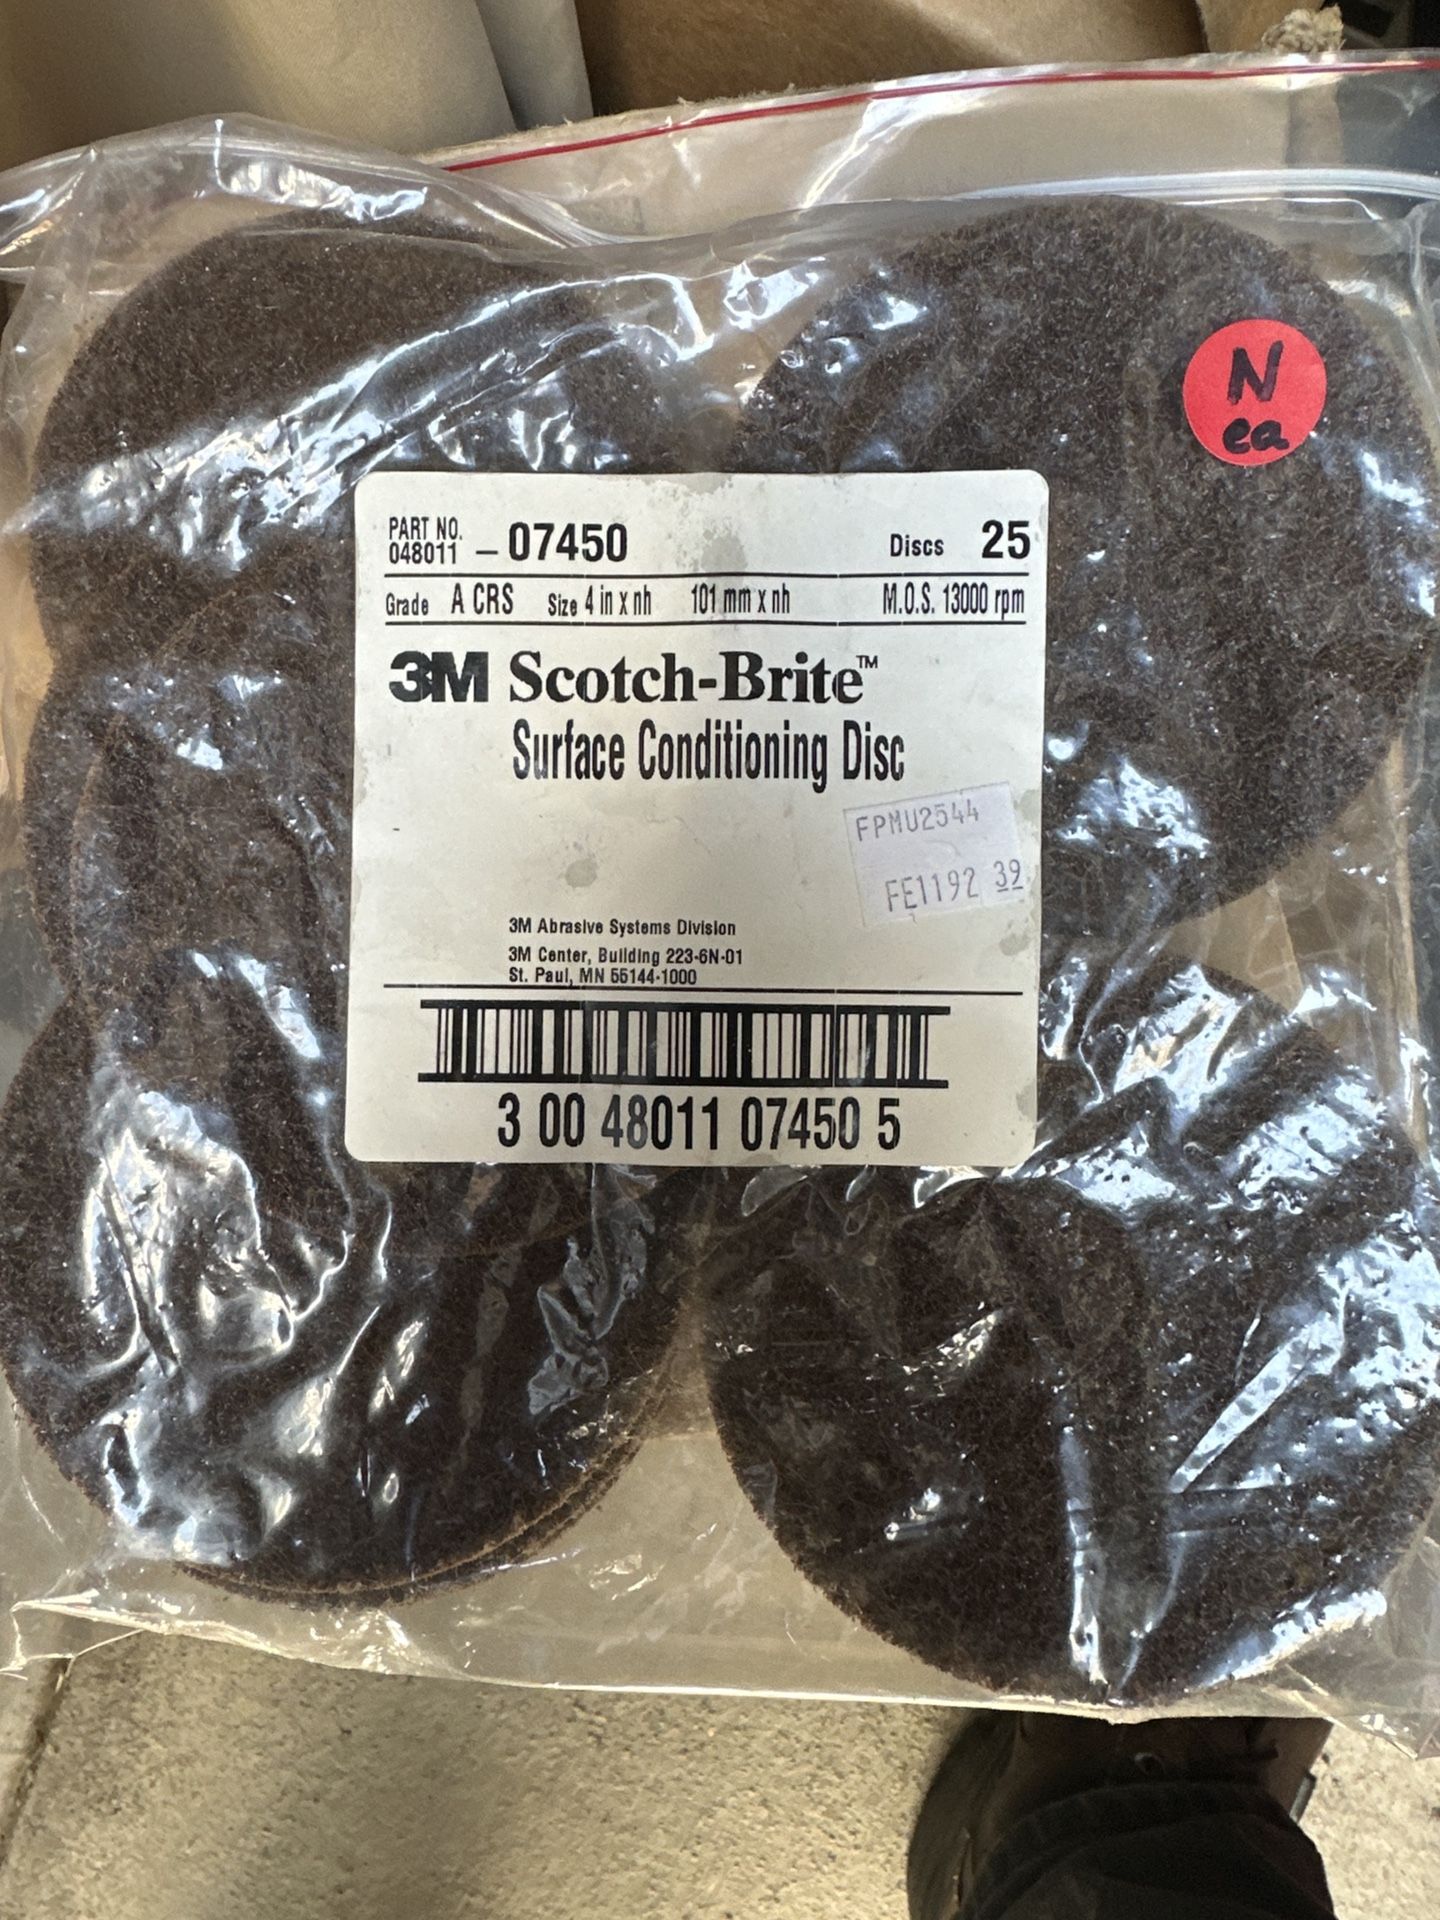 N
ea
PART NO.
048011 – 07450 Discs 25
Grade A CRS Size 4 in x nh 101 mm x nh M.O.S. 13000 rpm
3M Scotch-Brite™
Surface Conditioning Disc
FPMU2544
FE1192 39
3M Abrasive Systems Division
3M Center, Building 223-6N-01
St. Paul, MN 55144-1000
3 00 48011 07450 5